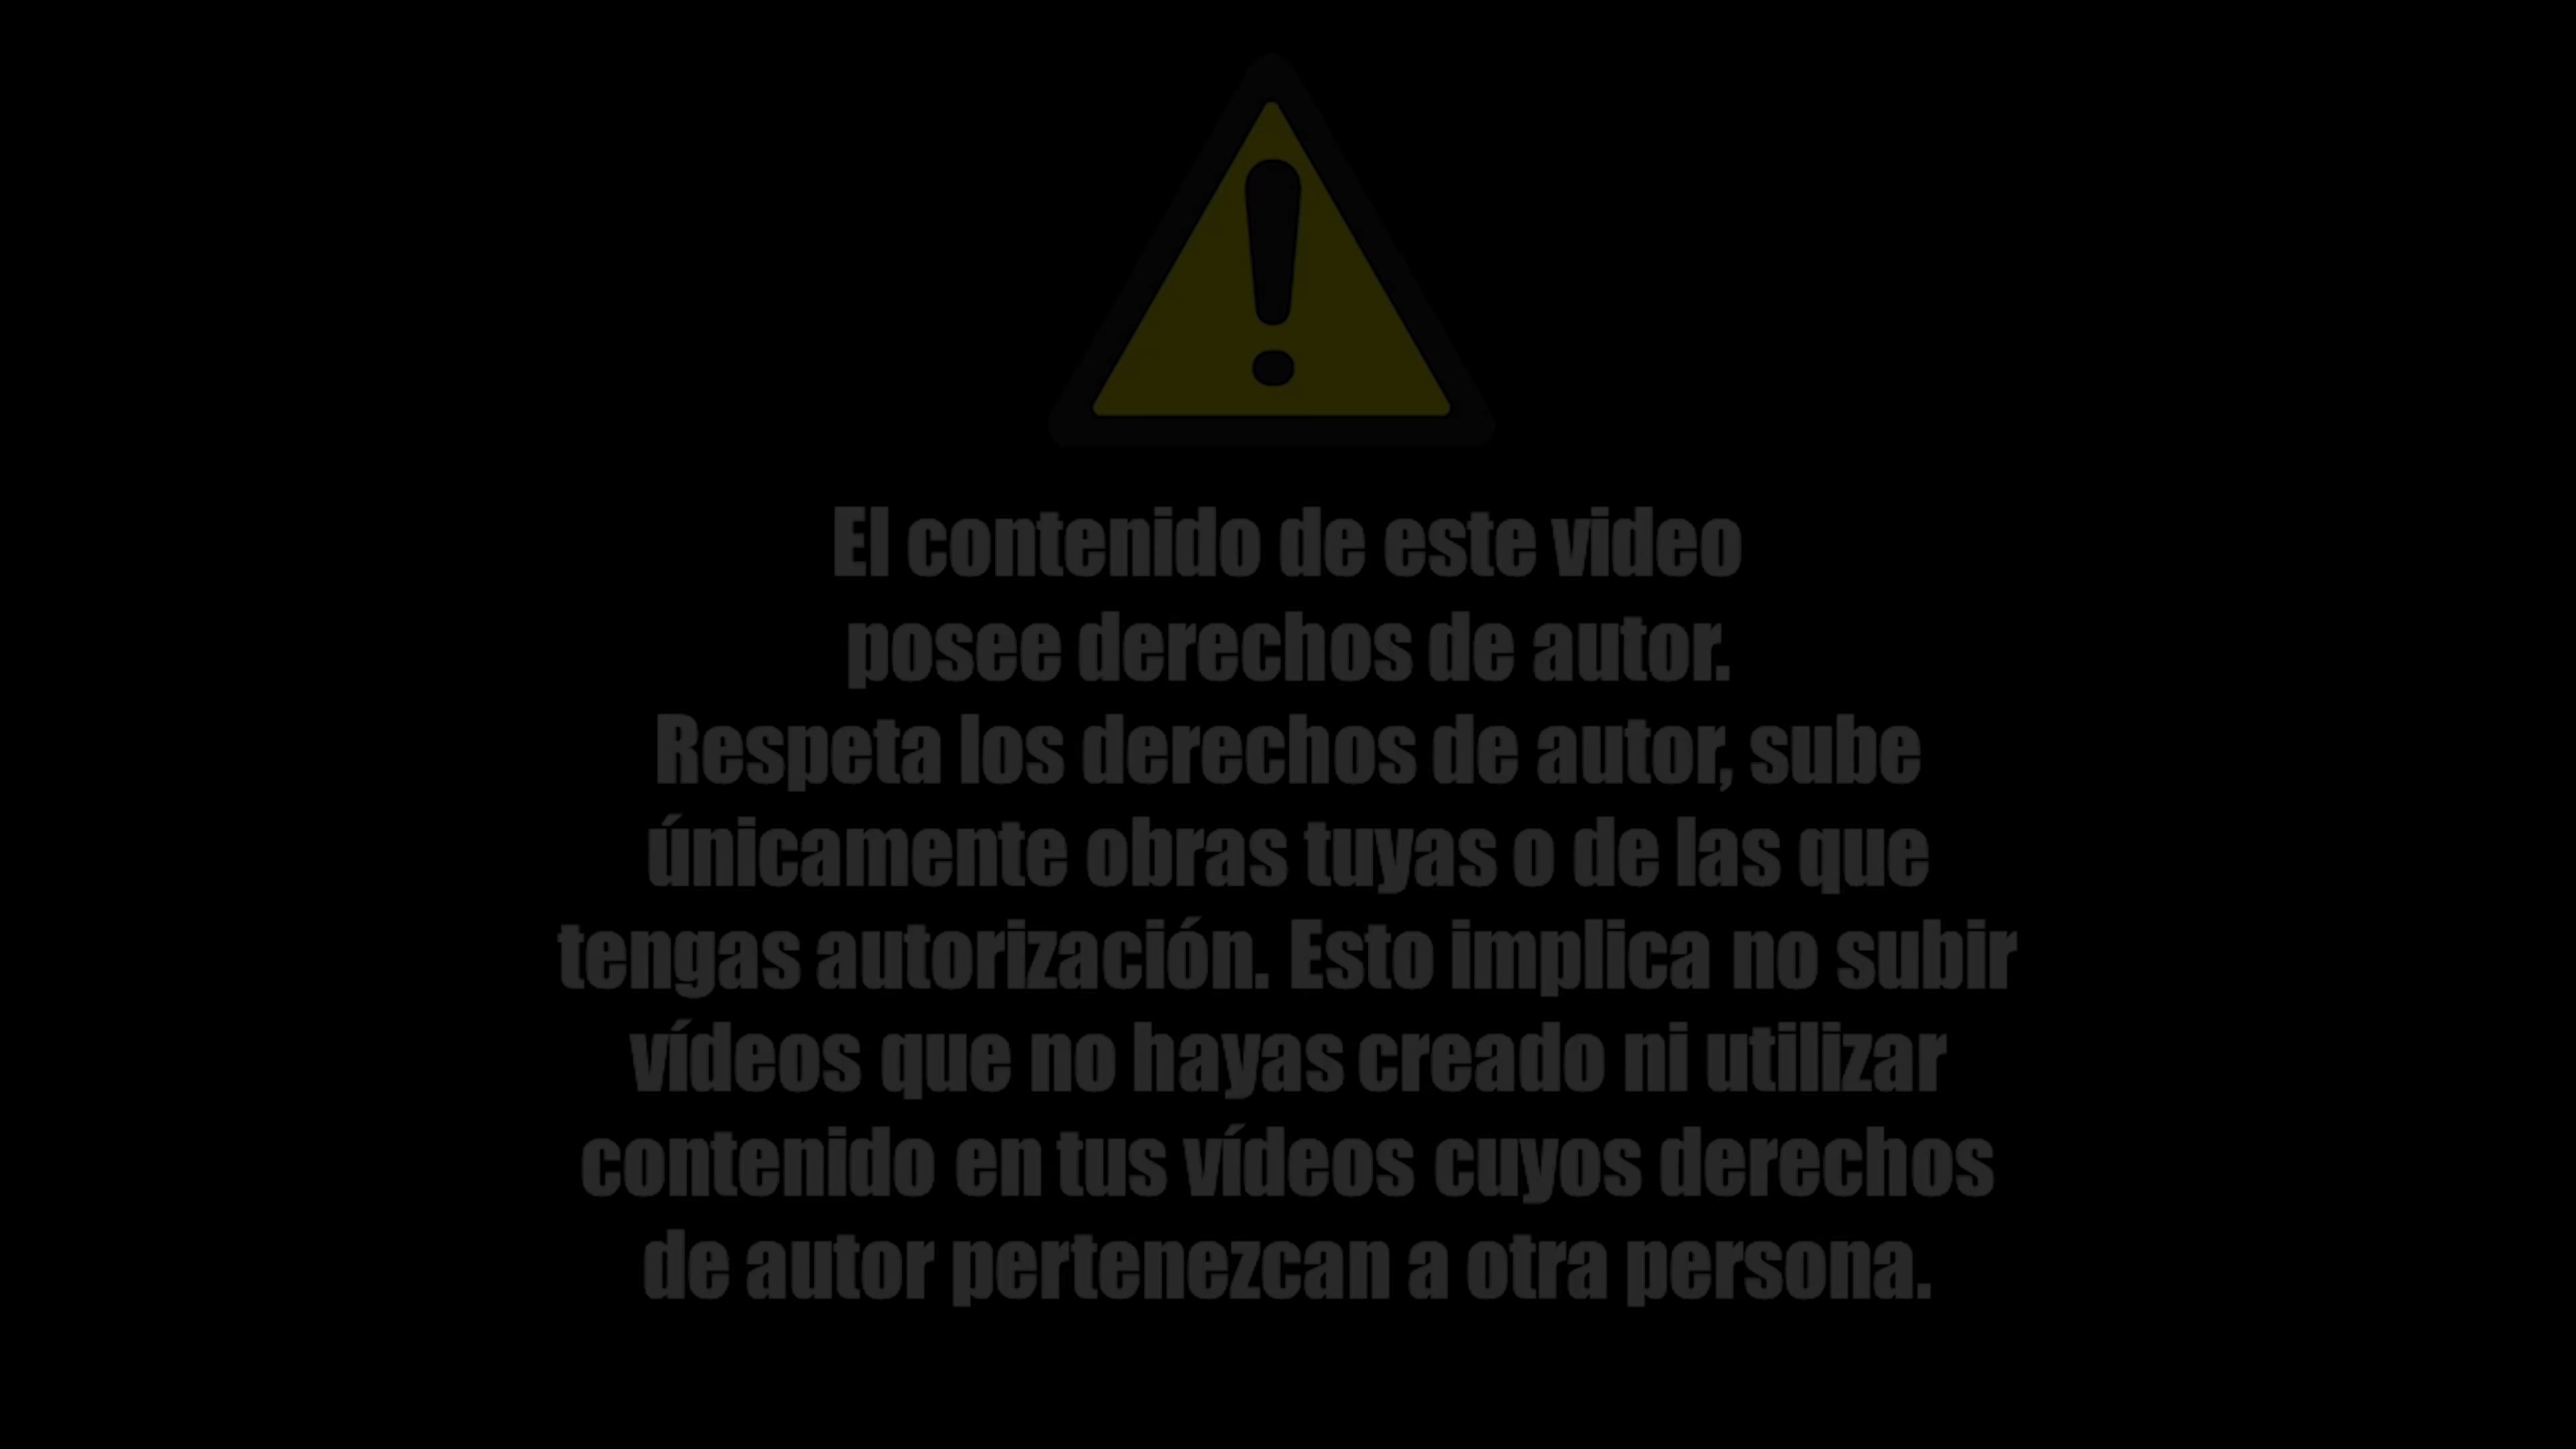 El contenido de este video
posee derechos de autor.
Respeta los derechos de autor, sube
únicamente obras tuyas o de las que
tengas autorización. Esto implica no subir
vídeos que no hayas creado ni utilizar
contenido en tus vídeos cuyos derechos
de autor pertenezcan a otra persona.